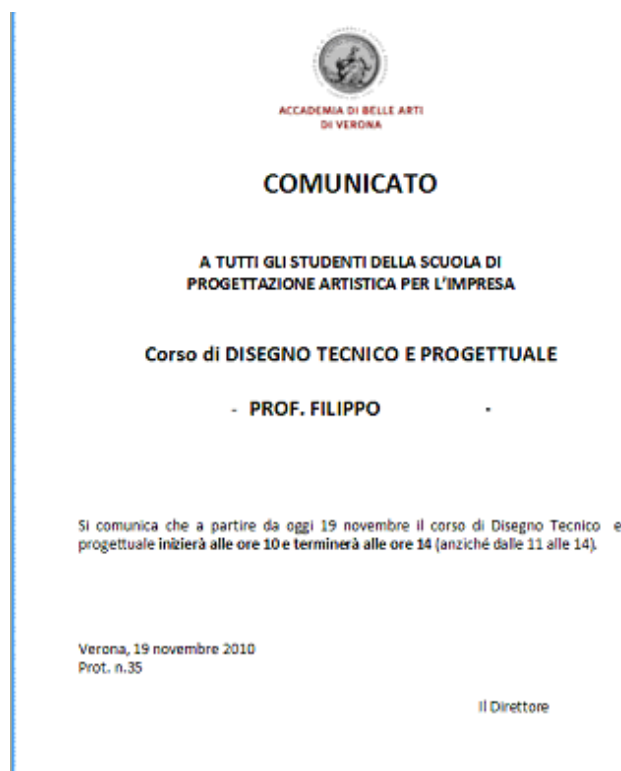 ACCADEMIA DI BELLE ARTI
DI VERONA
COMUNICATO
A TUTTI GLI STUDENTI DELLA SCUOLA DI
PROGETTAZIONE ARTISTICA PER L'IMPRESA
Corso di DISEGNO TECNICO E PROGETTUALE
- PROF. FILIPPO -
Si comunica che a partire da oggi 19 novembre il corso di Disegno Tecnico e
progettuale inizierà alle ore 10 e terminerà alle ore 14 (anziché dalle 11 alle 14).
Verona, 19 novembre 2010
Prot. n.35
Il Direttore